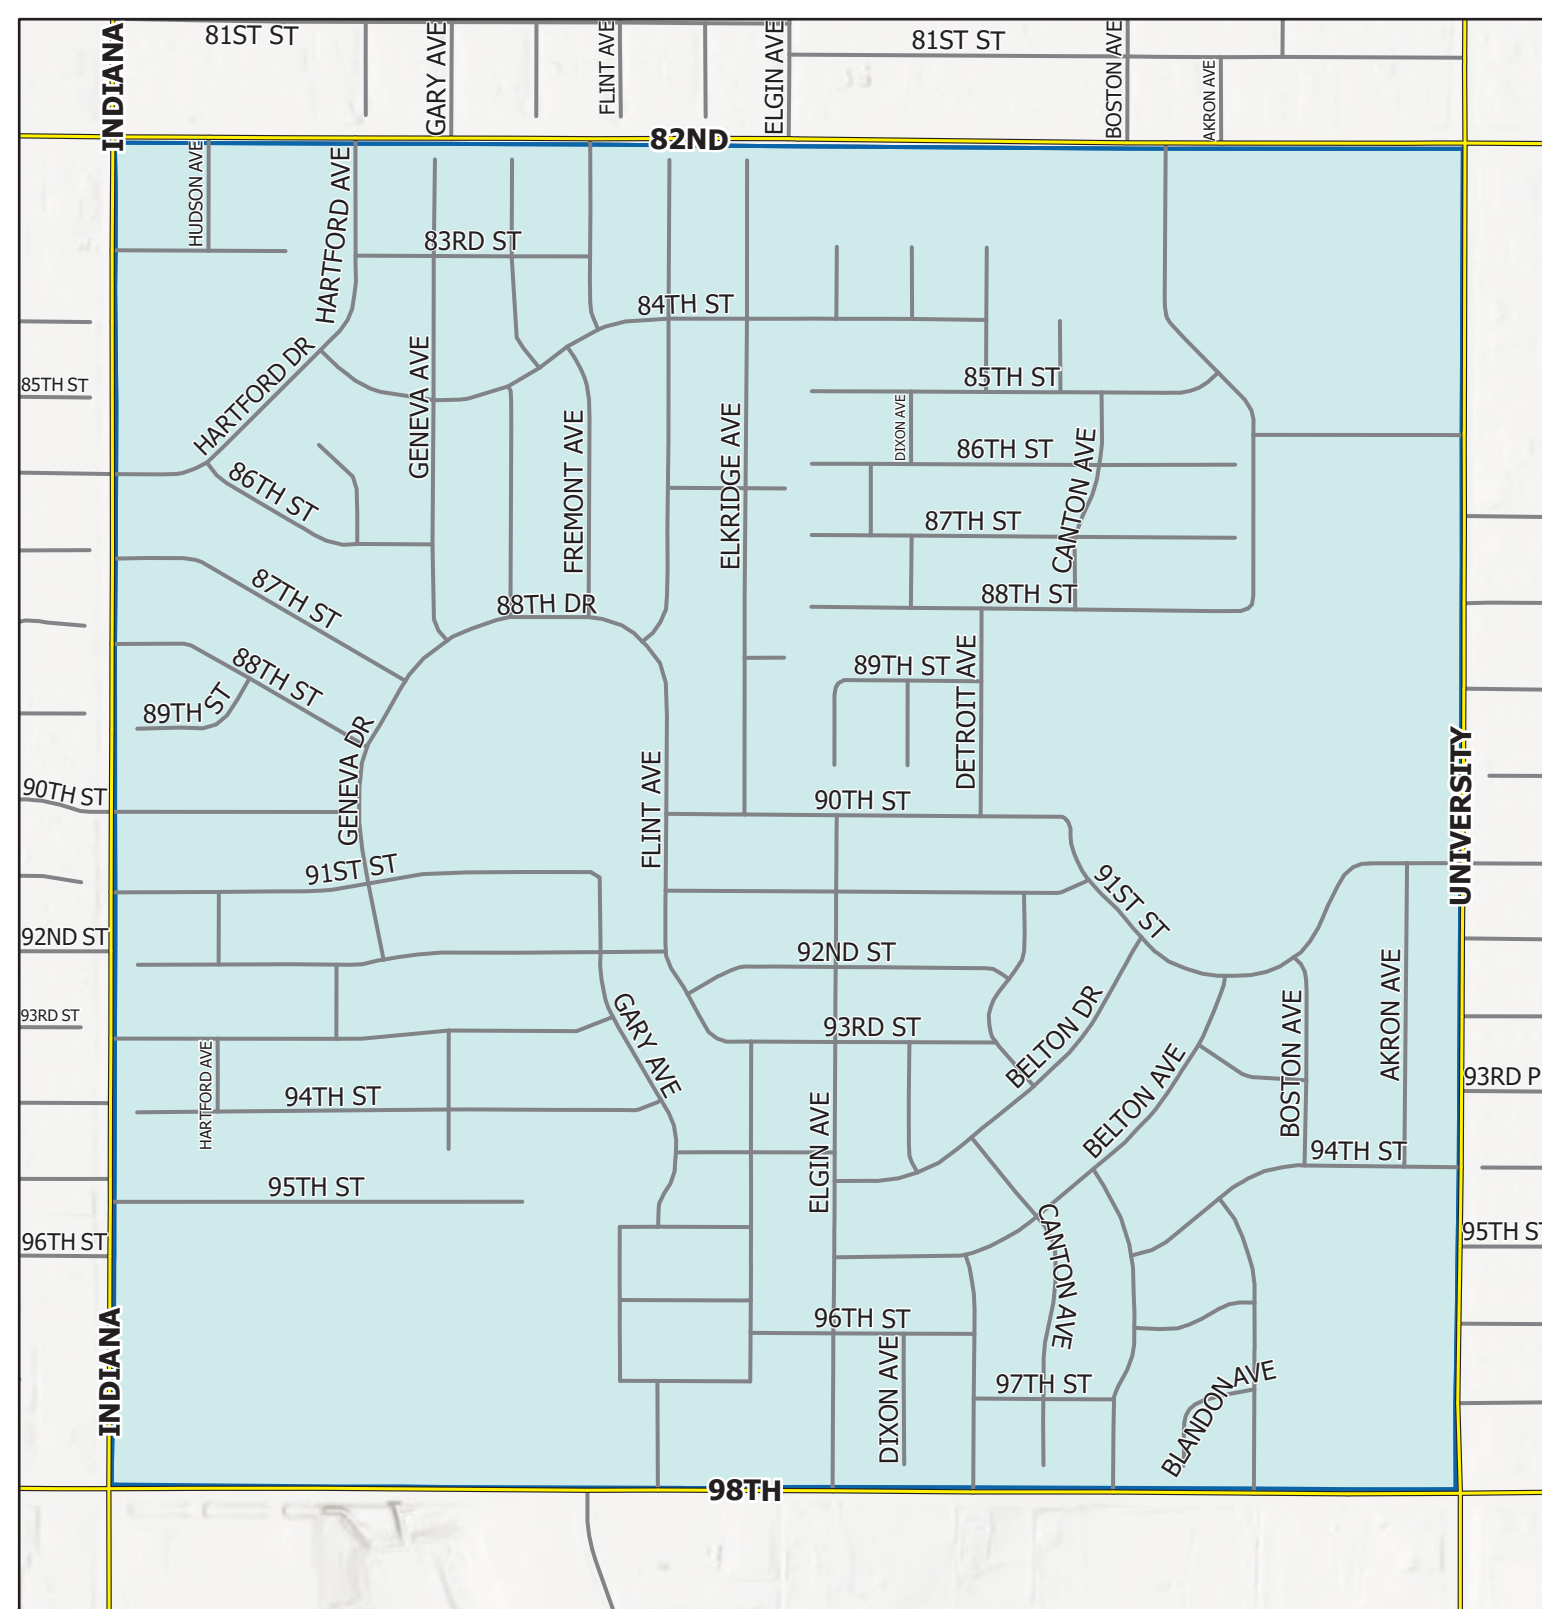 81ST ST
INDIANA
GARY AVE
FLINT AVE
ELGIN AVE
81ST ST
BOSTON AVE
AKRON AVE
82ND
HUDSON AVE
HARTFORD AVE
83RD ST
84TH ST
HARTFORD DR
GENEVA AVE
85TH ST
85TH ST
DIXON AVE
FREMONT AVE
ELKRIDGE AVE
86TH ST
CANTON AVE
86TH ST
87TH ST
87TH ST
88TH DR
88TH ST
88TH ST
89TH ST
89TH ST
DETROIT AVE
GENEVA DR
FLINT AVE
UNIVERSITY
90TH ST
90TH ST
91ST ST
91ST ST
92ND ST
92ND ST
93RD ST
GARY AVE
93RD ST
BELTON DR
BOSTON AVE
AKRON AVE
HARTFORD AVE
94TH ST
BELTON AVE
93RD P
ELGIN AVE
94TH ST
95TH ST
96TH ST
CANTON AVE
95TH ST
INDIANA
96TH ST
DIXON AVE
97TH ST
BLANDON AVE
98TH